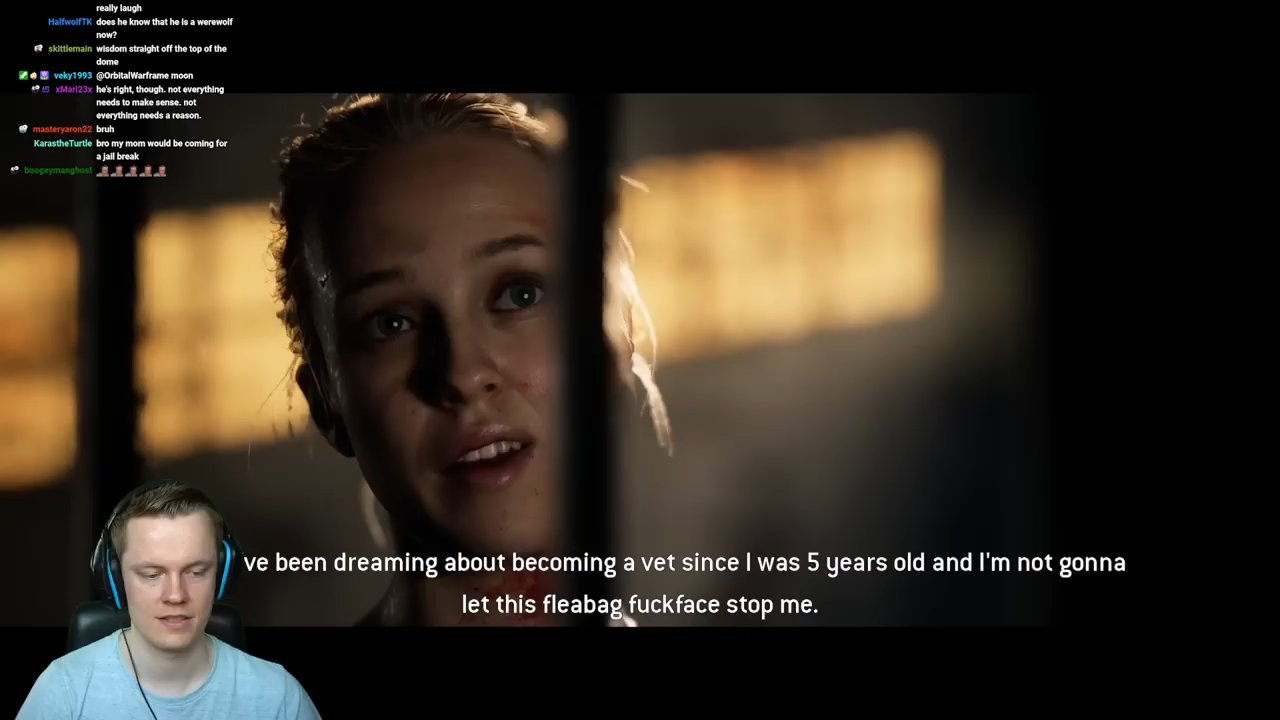 really laugh
HalfwolfTK does he know that he is a werewolf
now?
skittlemain wisdom straight off the top of the
dome
veky1993 @OrbitalWarframe moon
xMari23x he's right, though. not everything
needs to make sense. not
everything needs a reason.
masteryaron22 bruh
KarastheTurtle bro my mom would be coming for
a jail break
boogeymanghost
ve been dreaming about becoming a vet since I was 5 years old and I'm not gonna
let this fleabag fuckface stop me.